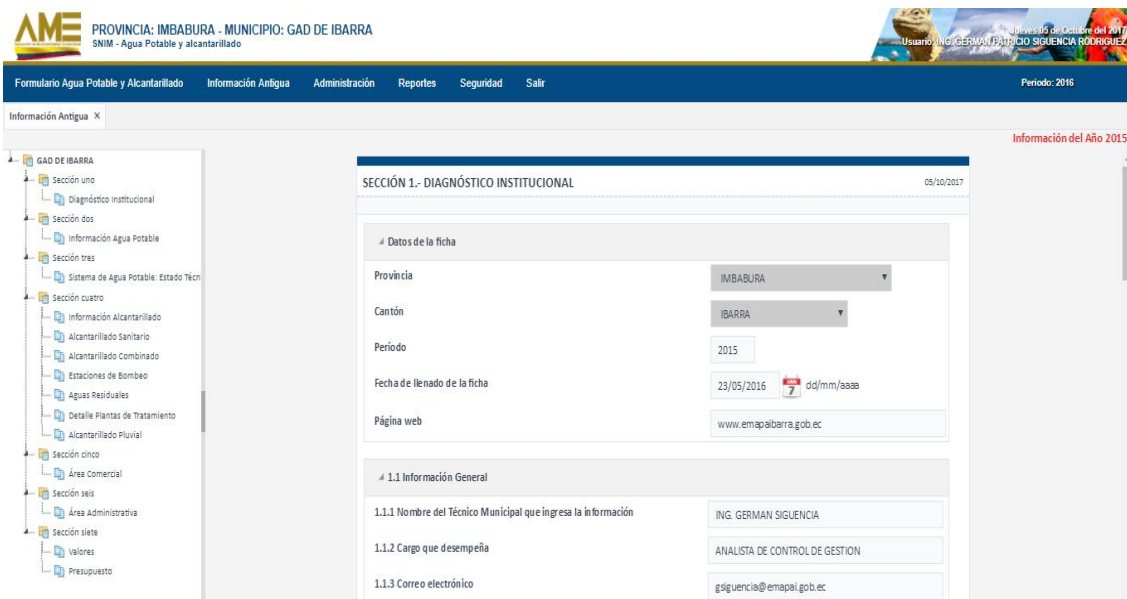 AME
PROVINCIA: IMBABURA - MUNICIPIO: GAD DE IBARRA
SNIM - Agua Potable y alcantarillado
Jueves 05 de Octubre del 2017
Usuario: ING. GERMAN PATRICIO SIGUENCIA RODRIGUEZ
Formulario Agua Potable y Alcantarillado Información Antigua Administración Reportes Seguridad Salir Periodo: 2016
Información Antigua X
Información del Año 2015
GAD DE IBARRA
Sección uno
Diagnóstico Institucional
Sección dos
Información Agua Potable
Sección tres
Sistema de Agua Potable: Estado Técn
Sección cuatro
Información Alcantarillado
Alcantarillado Sanitario
Alcantarillado Combinado
Estaciones de Bombeo
Aguas Residuales
Detalle Plantas de Tratamiento
Alcantarillado Pluvial
Sección cinco
Área Comercial
Sección seis
Área Administrativa
Sección siete
Valores
Presupuesto
SECCIÓN 1.- DIAGNÓSTICO INSTITUCIONAL 05/10/2017
Datos de la ficha
Provincia IMBABURA
Cantón IBARRA
Período 2015
Fecha de llenado de la ficha 23/05/2016 7 dd/mm/aaaa
Página web www.emapaibarra.gob.ec
1.1 Información General
1.1.1 Nombre del Técnico Municipal que ingresa la información ING. GERMAN SIGUENCIA
1.1.2 Cargo que desempeña ANALISTA DE CONTROL DE GESTION
1.1.3 Correo electrónico gsiguencia@emapai.gob.ec